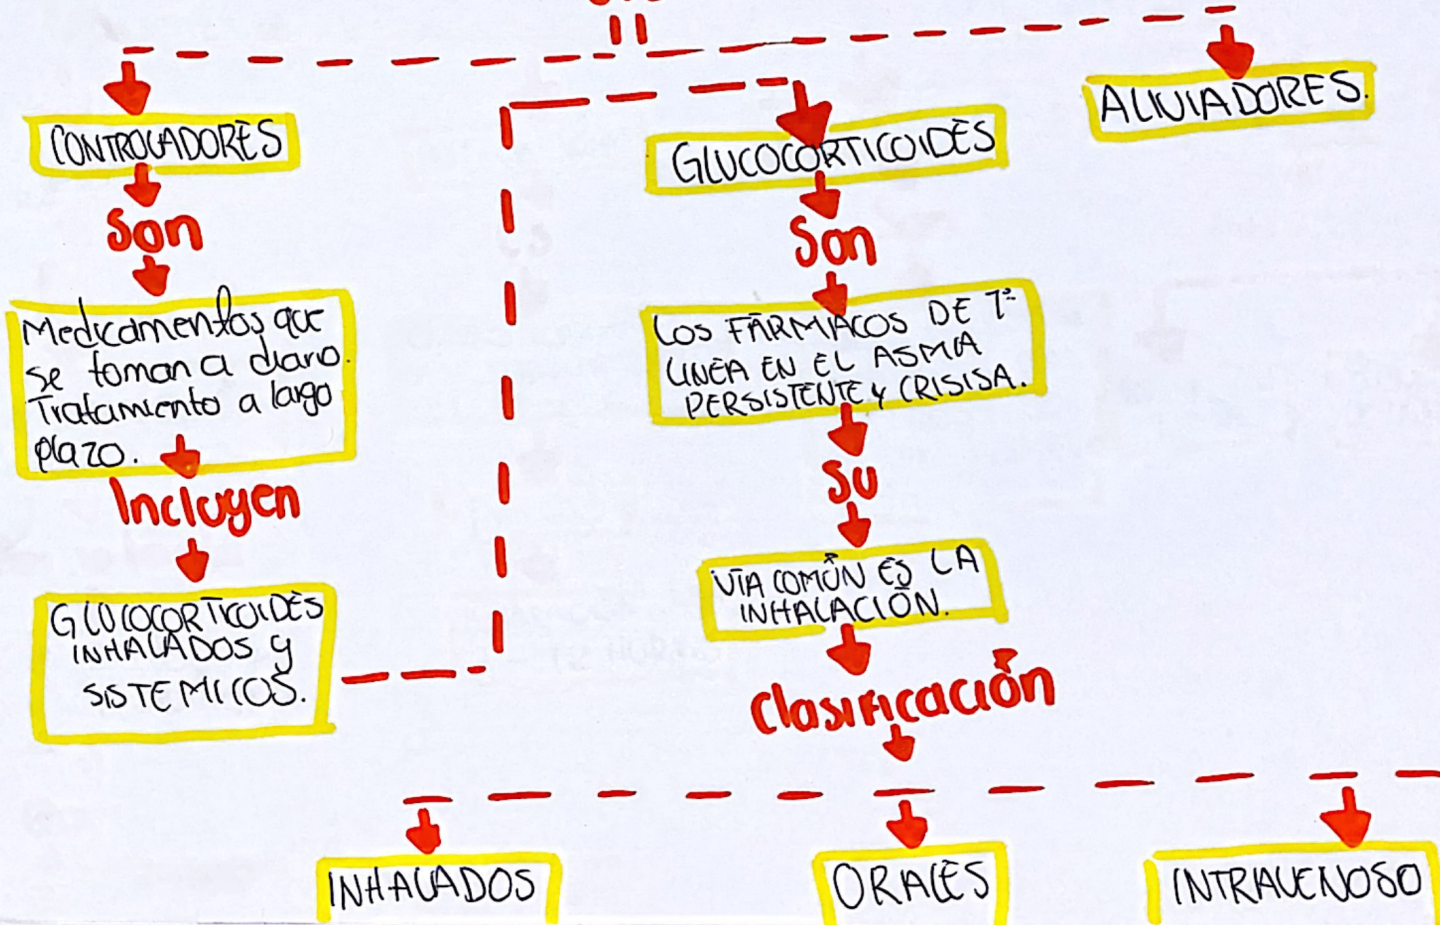 CONTROLADORES
Son
Medicamentos que
se toman a diario.
Tratamiento a largo
plazo.
Incluyen
GLUCOCORTICOIDES
INHALADOS y
SISTEMICOS.
GLUCOCORTICOIDES
Son
LOS FÁRMACOS DE 1ª
LINEA EN EL ASMA
PERSISTENTE Y CRISISA.
SU
VÍA COMÚN ES LA
INHALACIÓN.
Clasificación
INHALADOS
ORALES
INTRAVENOSO
ALIVIADORES.